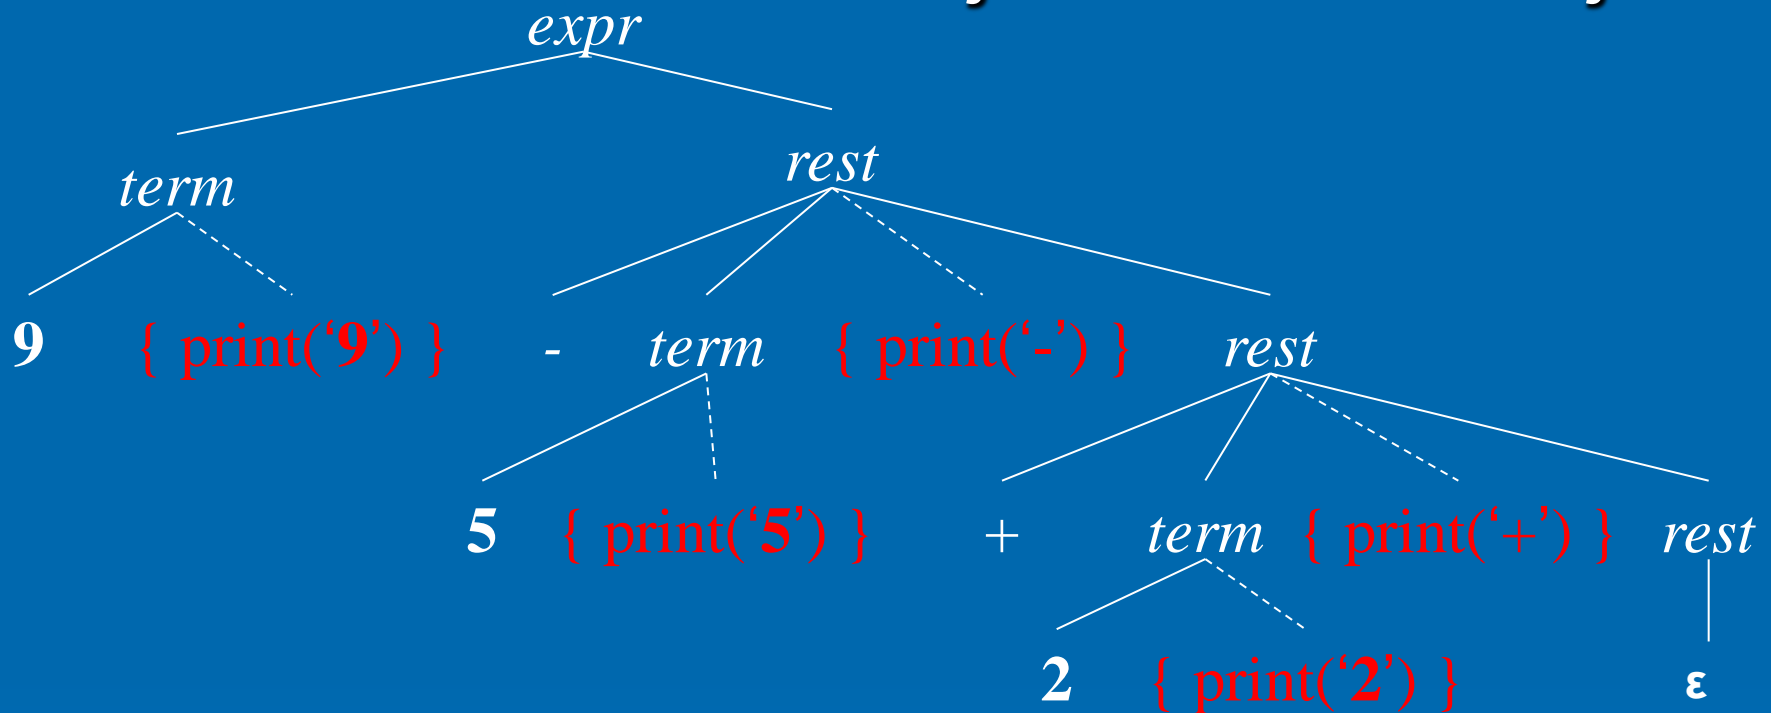 expr
rest
term
9 { print(‘9’) } - term { print(‘-’) } rest
5 { print(‘5’) } + term { print(‘+’) } rest
2 { print(‘2’) } ε